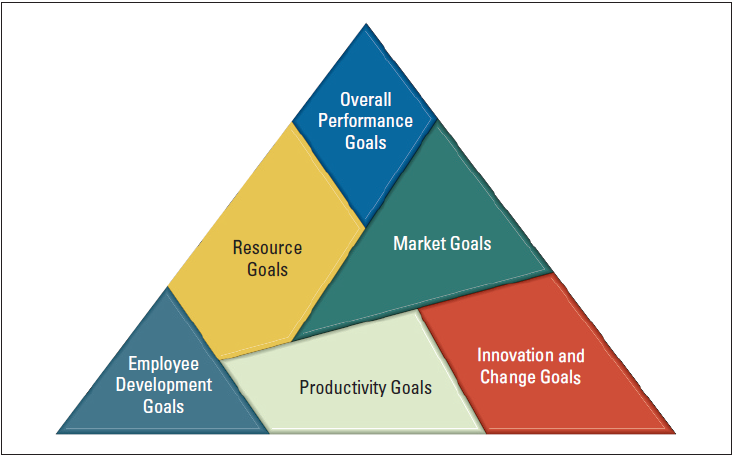 Overall
Performance
Goals
Resource
Goals
Market Goals
Employee
Development
Goals
Productivity Goals
Innovation and
Change Goals